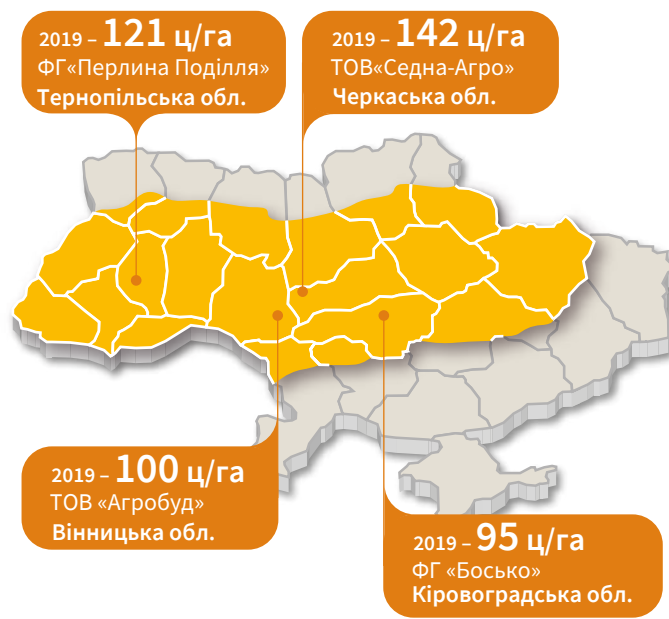 2019 – 121 ц/га
ФГ«Перлина Поділля»
Тернопільська обл.
2019 – 142 ц/га
ТОВ«Седна-Агро»
Черкаська обл.
2019 – 100 ц/га
ТОВ «Агробуд»
Вінницька обл.
2019 – 95 ц/га
ФГ «Босько»
Кіровоградська обл.